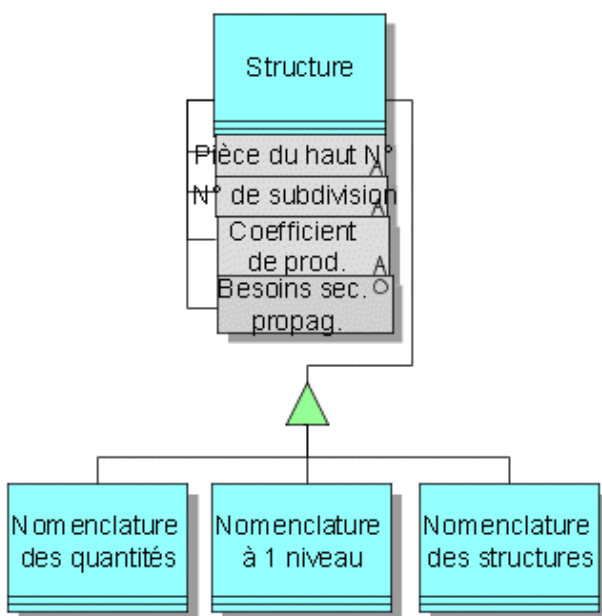 Structure
Pièce du haut N°
A
N° de subdivision
A
Coefficient
de prod. A
Besoins sec. O
propag.
Nomenclature
des quantités
Nomenclature
à 1 niveau
Nomenclature
des structures